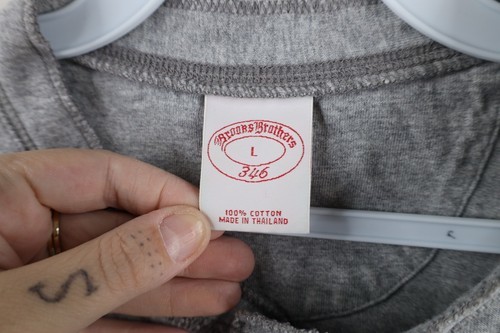 Brooks Brothers
L
346
100% COTTON
MADE IN THAILAND
S